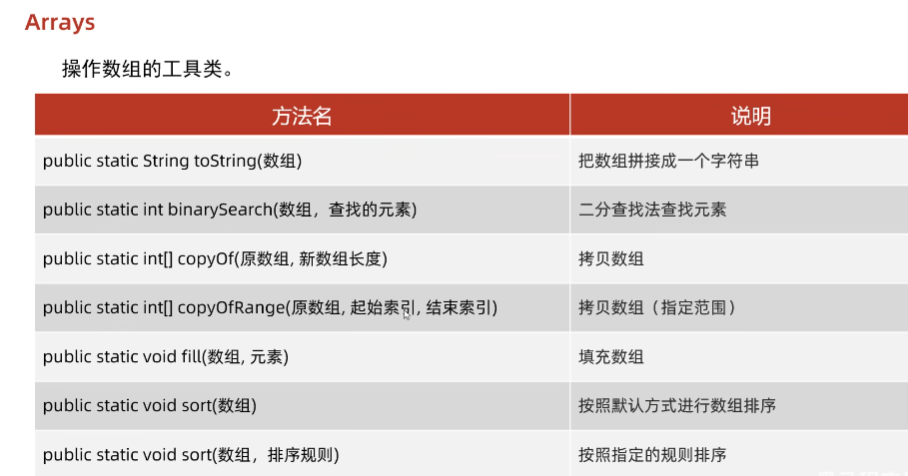 Arrays
操作数组的工具类。
方法名 说明
public static String toString(数组) 把数组拼接成一个字符串
public static int binarySearch(数组，查找的元素) 二分查找法查找元素
public static int[] copyOf(原数组, 新数组长度) 拷贝数组
public static int[] copyOfRange(原数组, 起始索引, 结束索引) 拷贝数组（指定范围）
public static void fill(数组, 元素) 填充数组
public static void sort(数组) 按照默认方式进行数组排序
public static void sort(数组，排序规则) 按照指定的规则排序